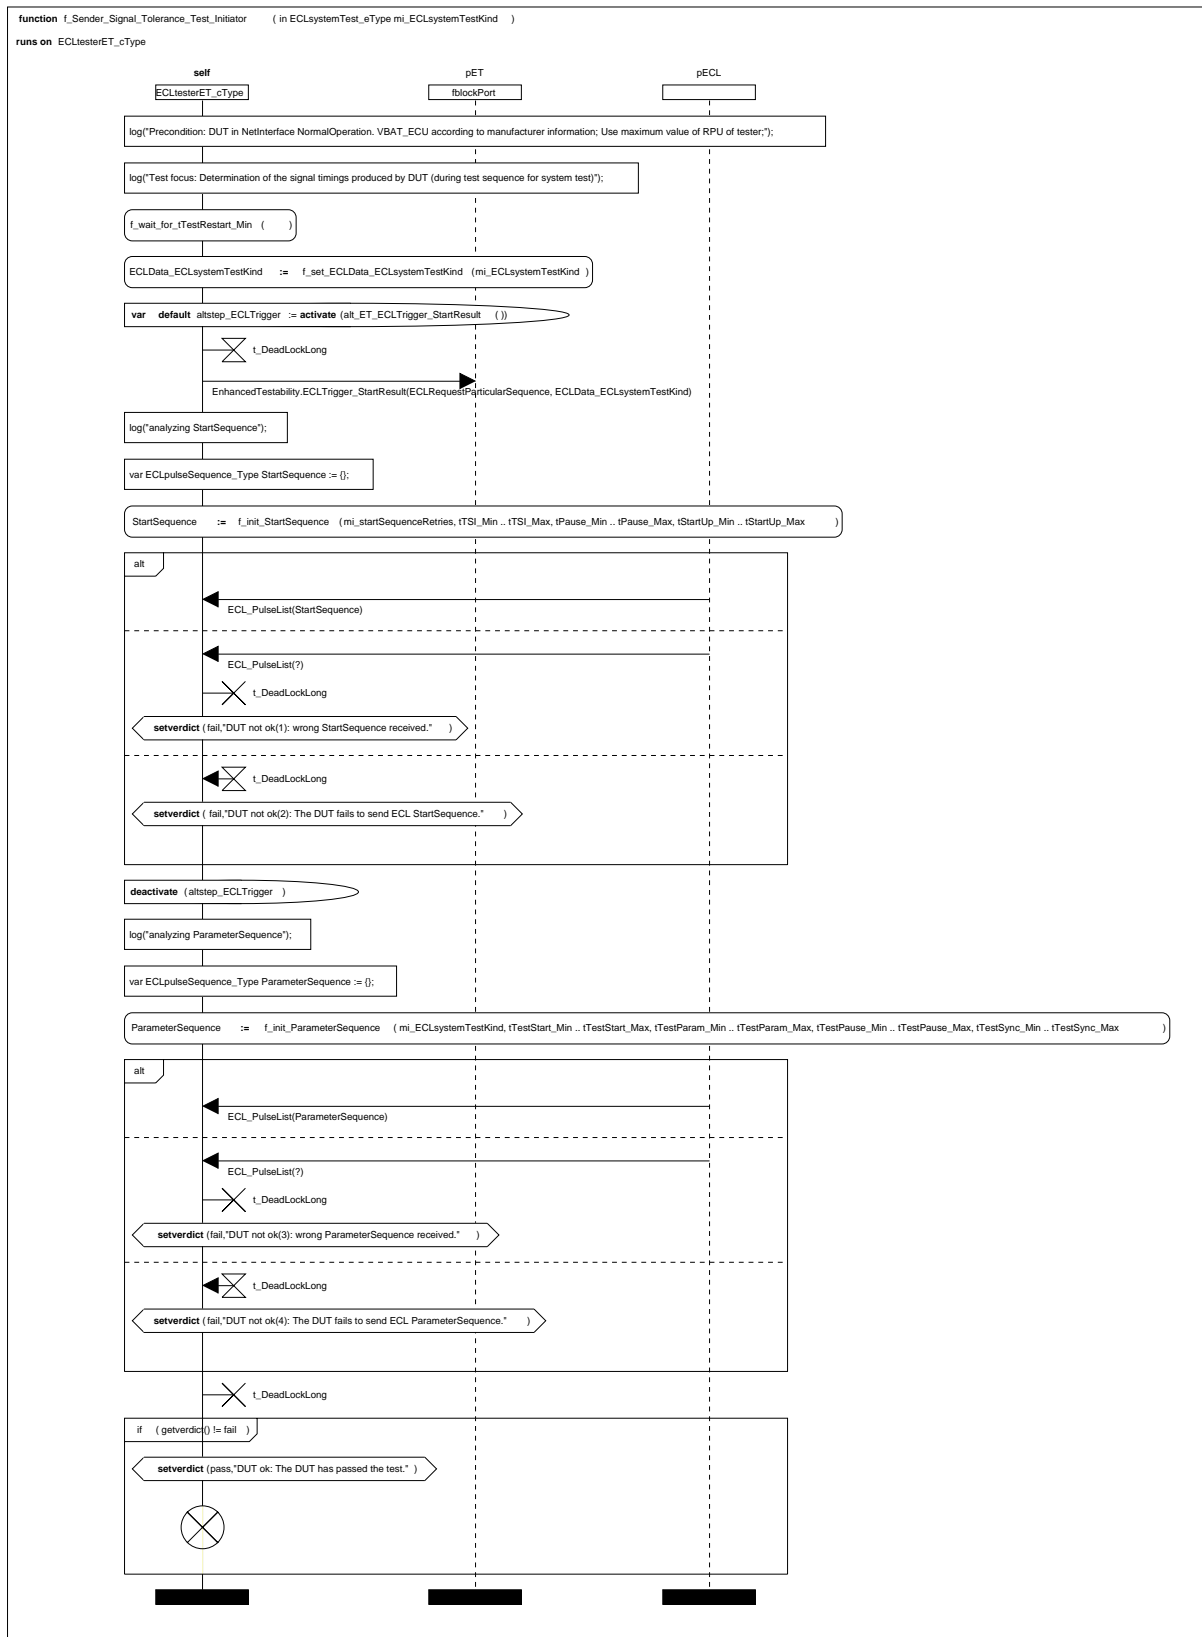 function f_Sender_Signal_Tolerance_Test_Initiator ( in ECLsystemTest_eType mi_ECLsystemTestKind )
runs on ECLtesterET_cType
self pET pECL
ECLtesterET_cType fblockPort
log("Precondition: DUT in NetInterface NormalOperation. VBAT_ECU according to manufacturer information; Use maximum value of RPU of tester;");
log("Test focus: Determination of the signal timings produced by DUT (during test sequence for system test)");
f_wait_for_tTestRestart_Min ( )
ECLData_ECLsystemTestKind := f_set_ECLData_ECLsystemTestKind (mi_ECLsystemTestKind )
var default altstep_ECLTrigger := activate (alt_ET_ECLTrigger_StartResult ( ))
t_DeadLockLong
EnhancedTestability.ECLTrigger_StartResult(ECLRequestParticularSequence, ECLData_ECLsystemTestKind)
log("analyzing StartSequence");
var ECLpulseSequence_Type StartSequence := {};
StartSequence := f_init_StartSequence (mi_startSequenceRetries, tTSI_Min .. tTSI_Max, tPause_Min .. tPause_Max, tStartUp_Min .. tStartUp_Max )
alt
ECL_PulseList(StartSequence)
ECL_PulseList(?)
t_DeadLockLong
setverdict (fail,"DUT not ok(1): wrong StartSequence received." )
t_DeadLockLong
setverdict ( fail,"DUT not ok(2): The DUT fails to send ECL StartSequence." )
deactivate (altstep_ECLTrigger )
log("analyzing ParameterSequence");
var ECLpulseSequence_Type ParameterSequence := {};
ParameterSequence := f_init_ParameterSequence ( mi_ECLsystemTestKind, tTestStart_Min .. tTestStart_Max, tTestParam_Min .. tTestParam_Max, tTestPause_Min .. tTestPause_Max, tTestSync_Min .. tTestSync_Max )
alt
ECL_PulseList(ParameterSequence)
ECL_PulseList(?)
t_DeadLockLong
setverdict (fail,"DUT not ok(3): wrong ParameterSequence received." )
t_DeadLockLong
setverdict (fail,"DUT not ok(4): The DUT fails to send ECL ParameterSequence." )
t_DeadLockLong
if ( getverdict() != fail )
setverdict (pass,"DUT ok: The DUT has passed the test." )